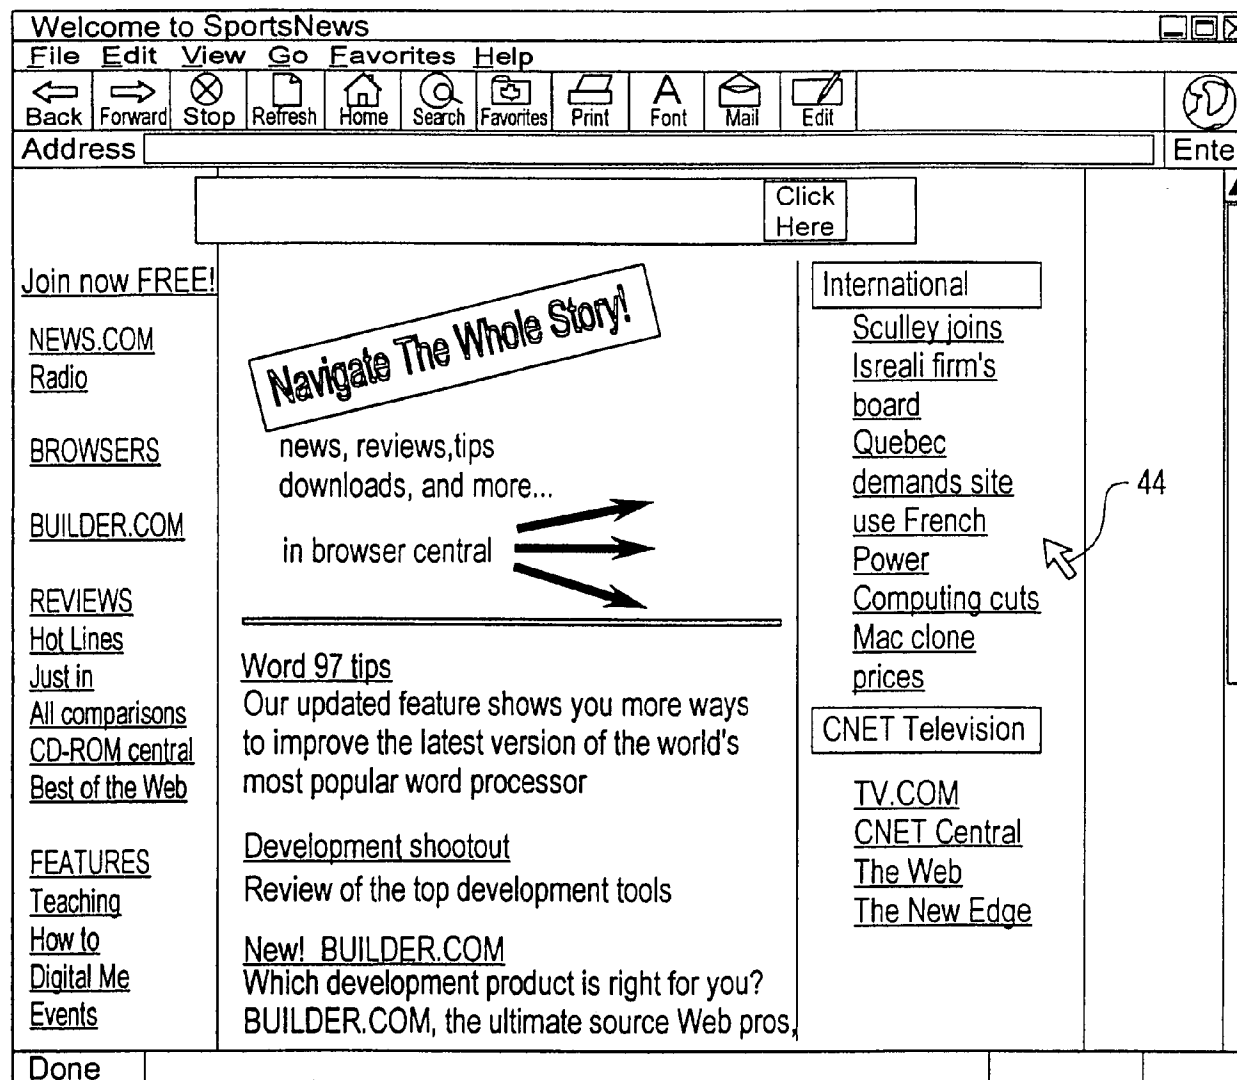 Welcome to SportsNews
File Edit View Go Favorites Help
Back Forward Stop Refresh Home Search Favorites Print Font Mail Edit
Address Ente
Click
Here
Join now FREE!
NEWS.COM
Radio
BROWSERS
BUILDER.COM
REVIEWS
Hot Lines
Just in
All comparisons
CD-ROM central
Best of the Web
FEATURES
Teaching
How to
Digital Me
Events
Navigate The Whole Story!
news, reviews,tips
downloads, and more...
in browser central
Word 97 tips
Our updated feature shows you more ways
to improve the latest version of the world's
most popular word processor
Development shootout
Review of the top development tools
New! BUILDER.COM
Which development product is right for you?
BUILDER.COM, the ultimate source Web pros,
International
Sculley joins
Isreali firm's
board
Quebec
demands site
use French
Power
Computing cuts
Mac clone
prices
CNET Television
TV.COM
CNET Central
The Web
The New Edge
44
Done